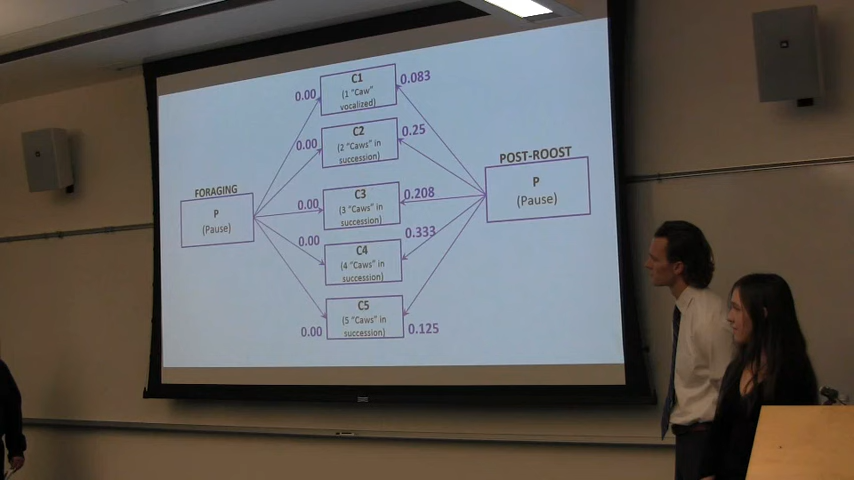 FORAGING
P
(Pause)
0.00
0.00
0.00
0.00
0.00
C1
(1 "Caw"
vocalized)
C2
(2 "Caws" in
succession)
C3
(3 "Caws" in
succession)
C4
(4 "Caws" in
succession)
C5
(5 "Caws" in
succession)
0.083
0.25
0.208
0.333
0.125
POST-ROOST
P
(Pause)